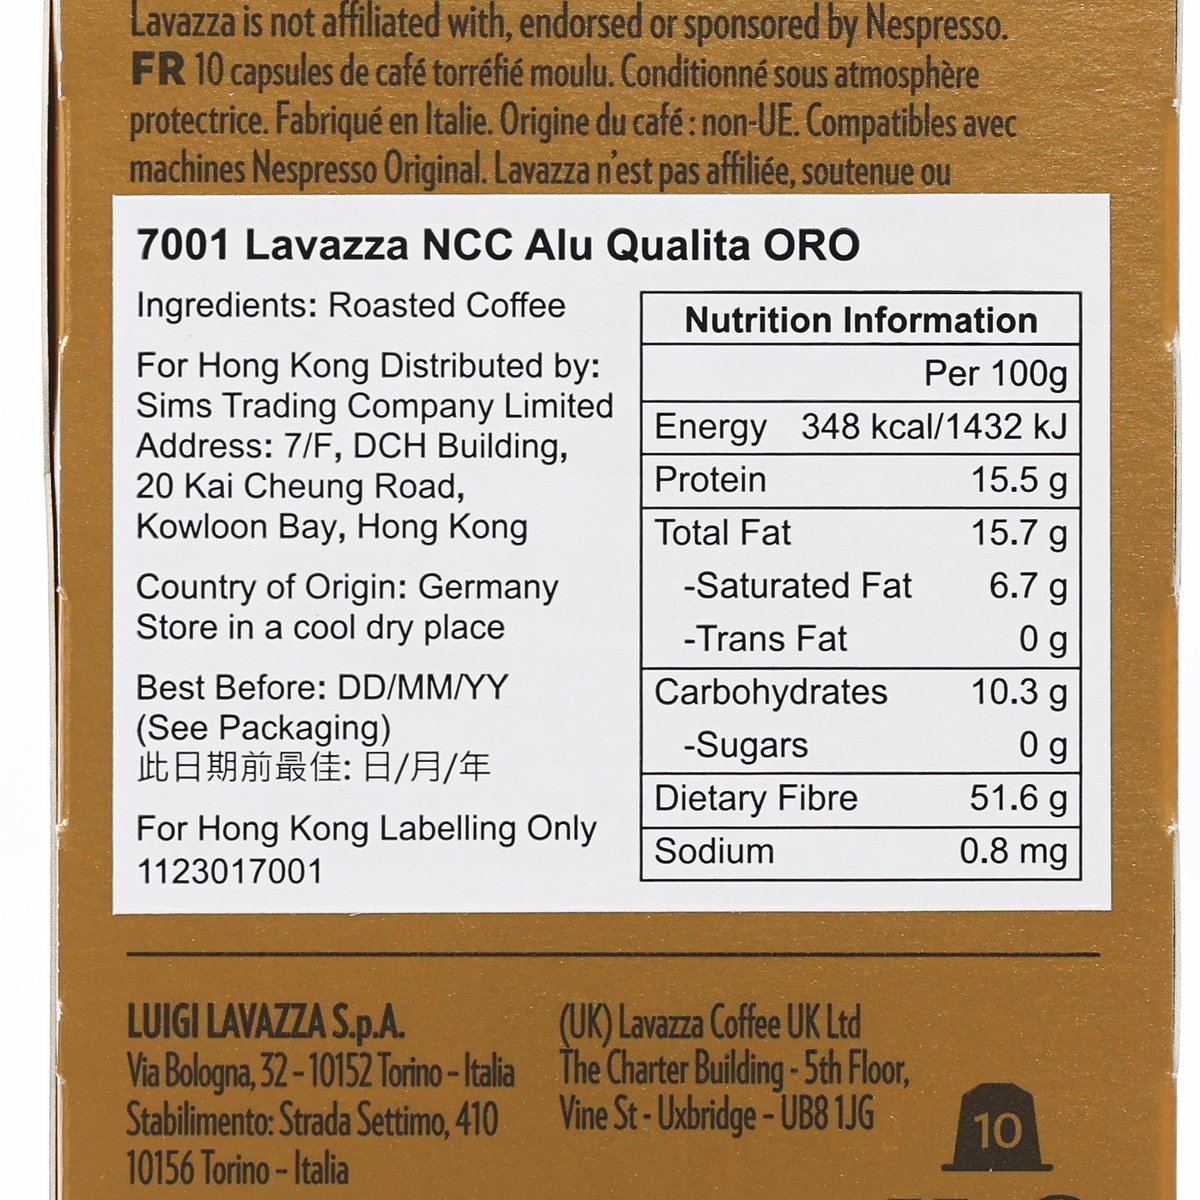 Lavazza is not affiliated with, endorsed or sponsored by Nespresso.
FR 10 capsules de café torréfié moulu. Conditionné sous atmosphère
protectrice. Fabriqué en Italie. Origine du café : non-UE. Compatibles avec
machines Nespresso Original. Lavazza n'est pas affiliée, soutenue ou
7001 Lavazza NCC Alu Qualita ORO
Ingredients: Roasted Coffee
For Hong Kong Distributed by:
Sims Trading Company Limited
Address: 7/F, DCH Building,
20 Kai Cheung Road,
Kowloon Bay, Hong Kong
Country of Origin: Germany
Store in a cool dry place
Best Before: DD/MM/YY
(See Packaging)
此日期前最佳: 日/月/年
For Hong Kong Labelling Only
1123017001
Nutrition Information
Per 100g
Energy 348 kcal/1432 kJ
Protein 15.5 g
Total Fat 15.7 g
-Saturated Fat 6.7 g
-Trans Fat 0 g
Carbohydrates 10.3 g
-Sugars 0 g
Dietary Fibre 51.6 g
Sodium 0.8 mg
LUIGI LAVAZZA S.p.A.
Via Bologna, 32 - 10152 Torino - Italia
Stabilimento: Strada Settimo, 410
10156 Torino - Italia
(UK) Lavazza Coffee UK Ltd
The Charter Building - 5th Floor,
Vine St - Uxbridge - UB8 1JG
10